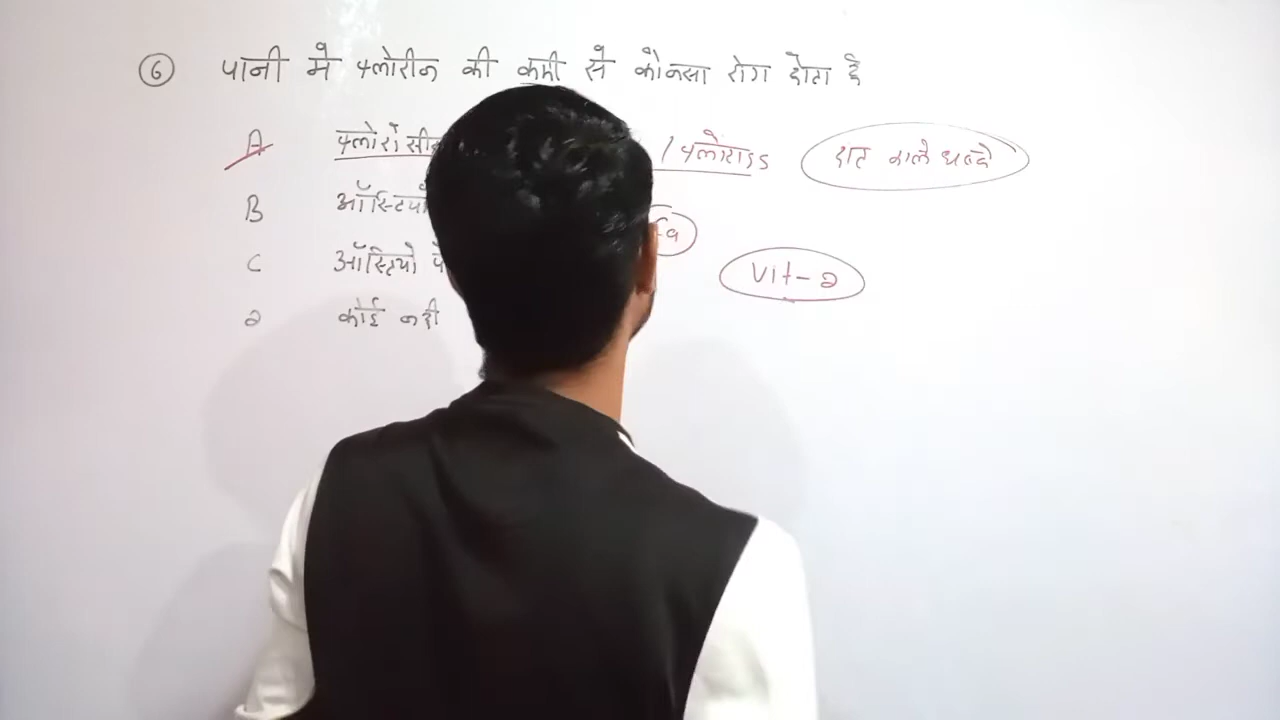 6 पानी मे फ्लोरीन की कमी से कौनसा रोग होता है
A फ्लोरोसी / फ्लोराइड दात काले धब्बे
B ऑस्टियो
C ऑस्टियो Vit-D
D कोई नही